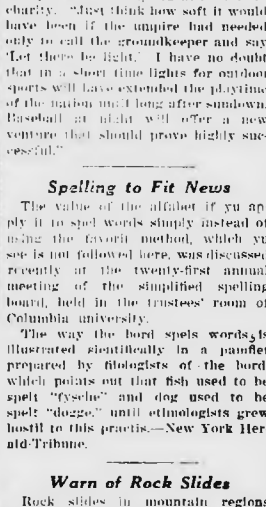 charity. "Just think how soft it would
have been if the umpire had needed
only to call the groundkeeper and say
'Let there be light.' I have no doubt
that in a short time lights for outdoor
sports will have extended the playtime
of the nation until long after sundown.
Baseball at night will offer a new
venture that should prove highly suc-
cessful."
Spelling to Fit News
The value of the alfabet if yu ap-
ply it to spel words simply instead of
using the favorit method, which yu
see is not followed here, was discussed
recently at the twenty-first annual
meeting of the simplified spelling
board, held in the trustees' room of
Columbia university.
The way the bord spels words is
illustrated sientifically in a pamflet
prepared by filologists of the bord,
which points out that fish used to be
spelt "fysche" and dog used to be
spelt "dogge," until etimologists grew
hostil to this practis.—New York Her-
ald-Tribune.
Warn of Rock Slides
Rock slides in mountain regions